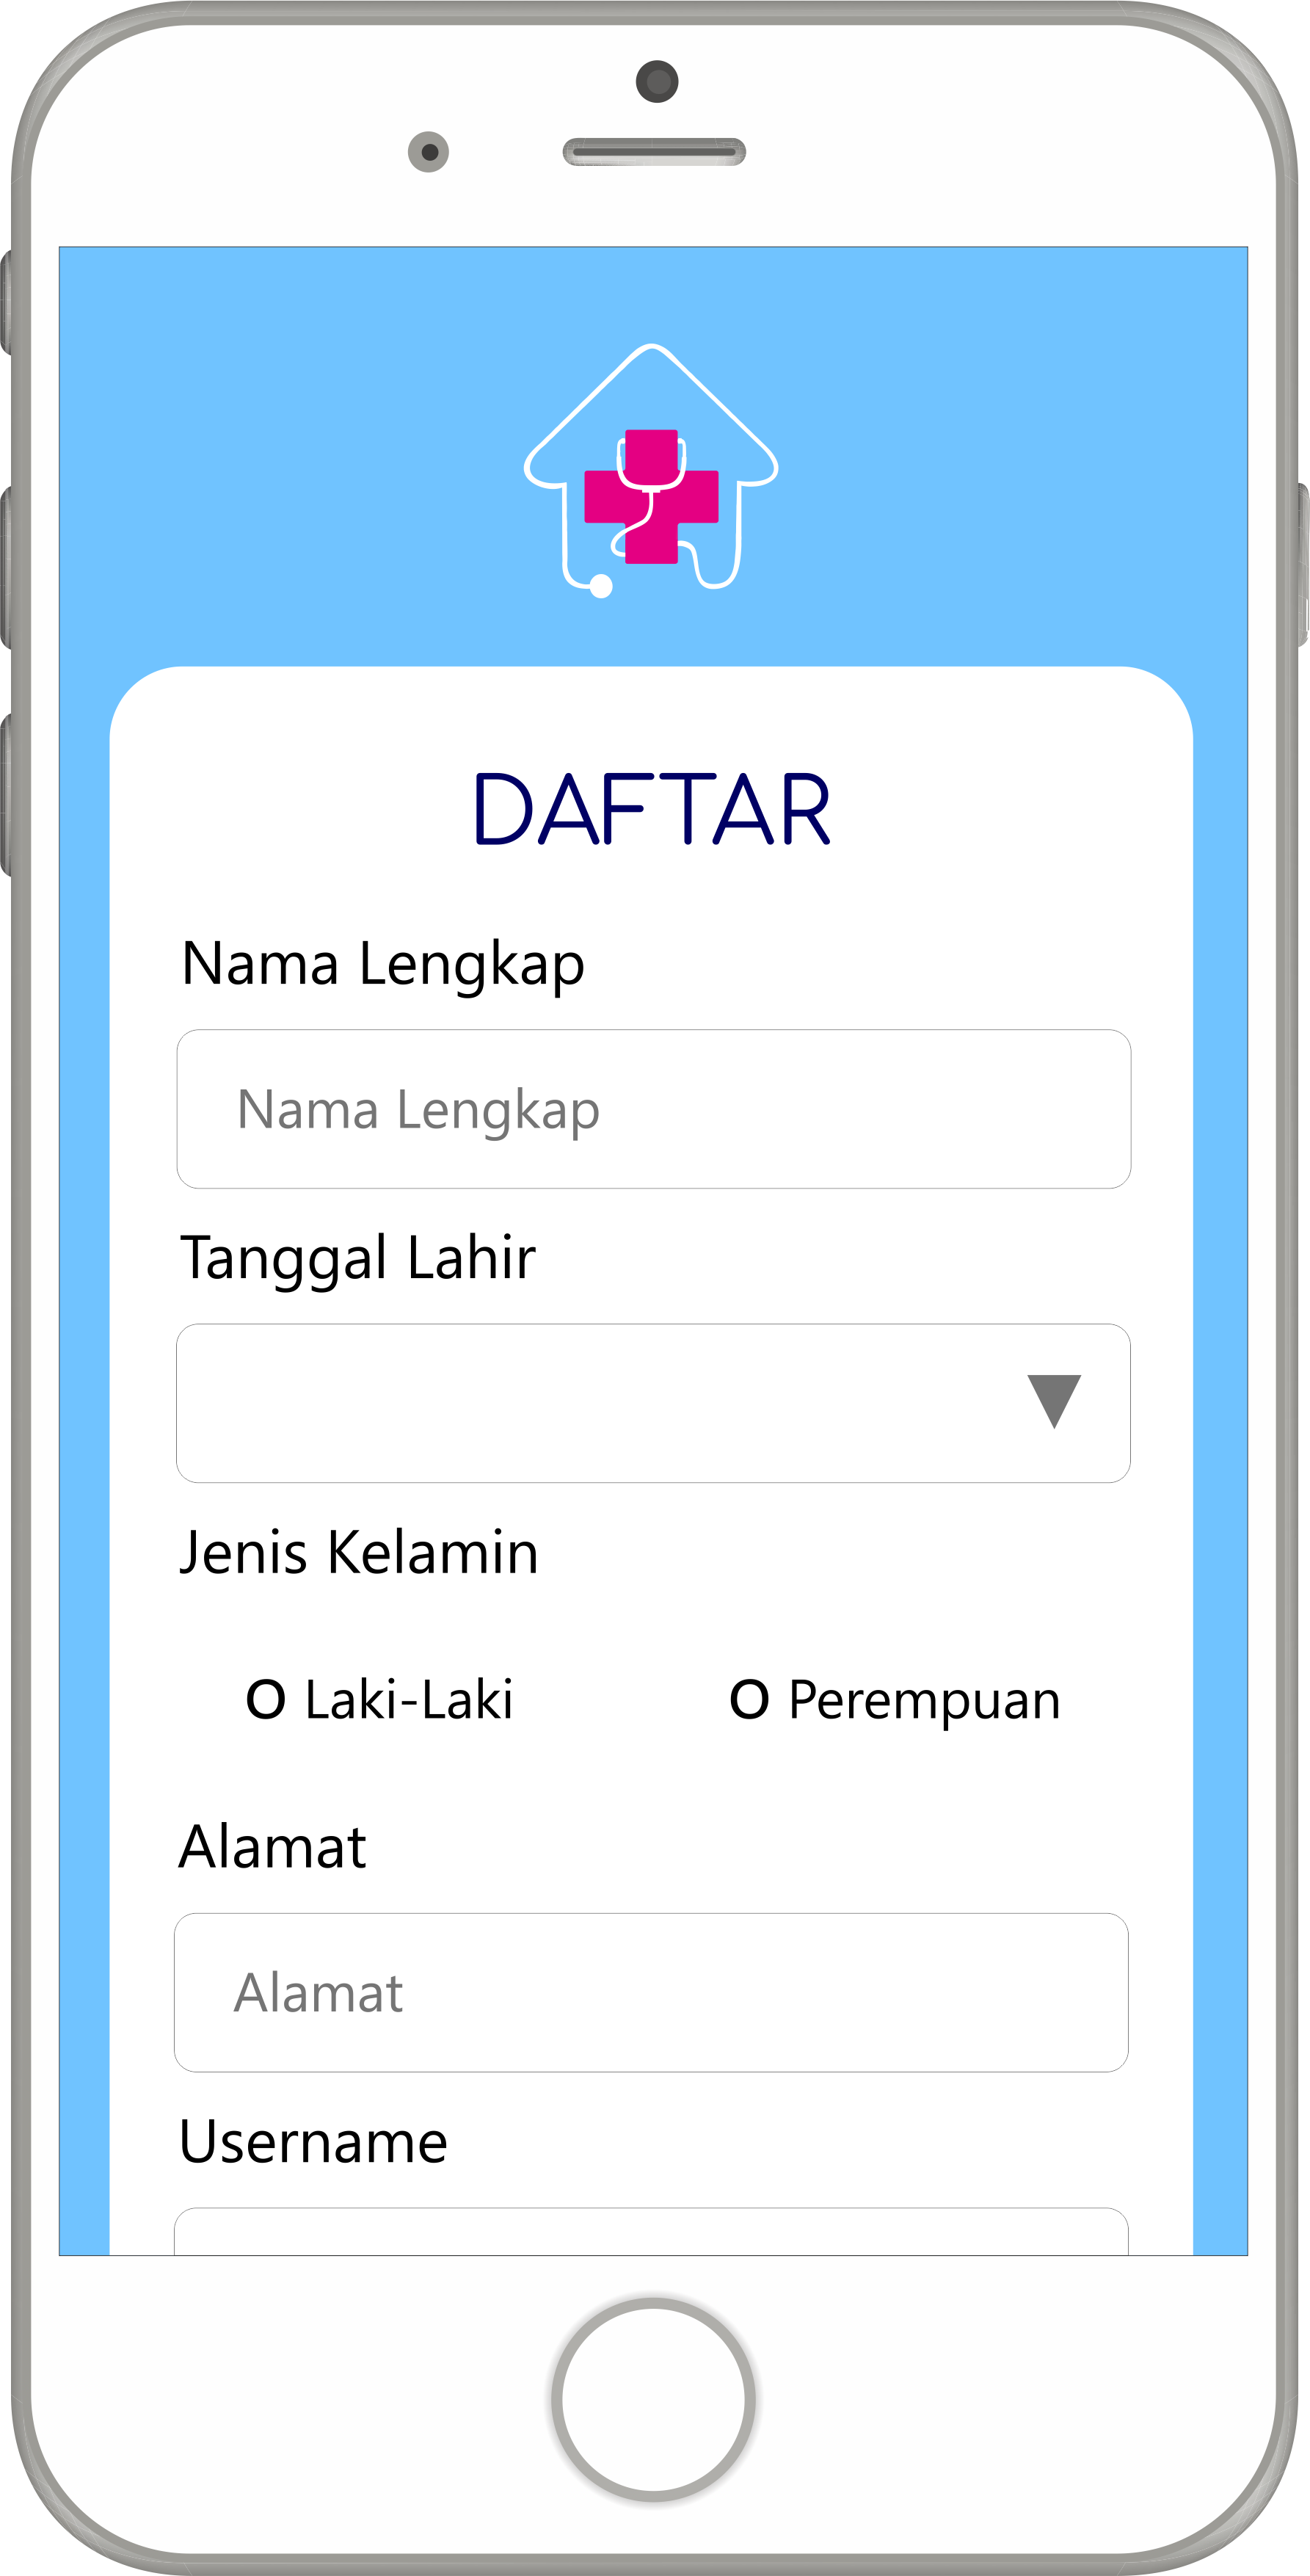 DAFTAR
Nama Lengkap
Nama Lengkap
Tanggal Lahir
Jenis Kelamin
Laki-Laki Perempuan
Alamat
Alamat
Username